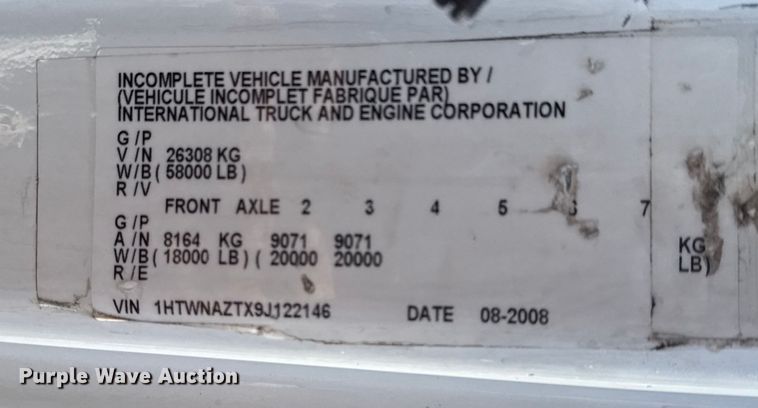 INCOMPLETE VEHICLE MANUFACTURED BY /
(VEHICULE INCOMPLET FABRIQUE PAR)
INTERNATIONAL TRUCK AND ENGINE CORPORATION
G /P
V /N 26308 KG
W/B ( 58000 LB)
R /V
FRONT AXLE 2 3 4 5 6 7
G /P
A /N 8164 KG 9071 9071 KG
W/B ( 18000 LB) ( 20000 20000 LB)
R /E
VIN 1HTWNAZTX9J122146 DATE 08-2008
Purple Wave Auction